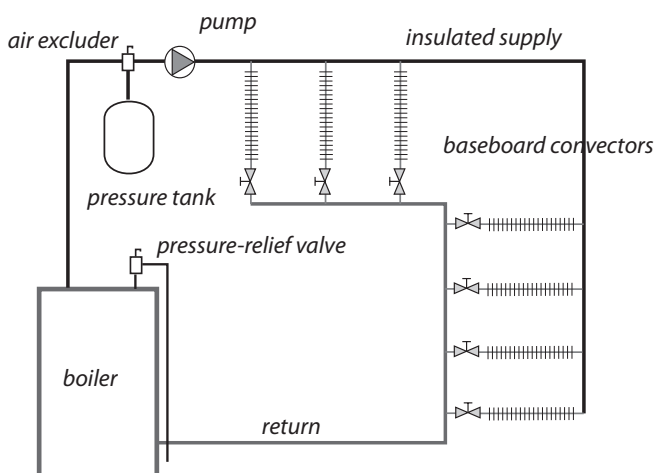 pump
air excluder
insulated supply
baseboard convectors
pressure tank
pressure-relief valve
boiler
return